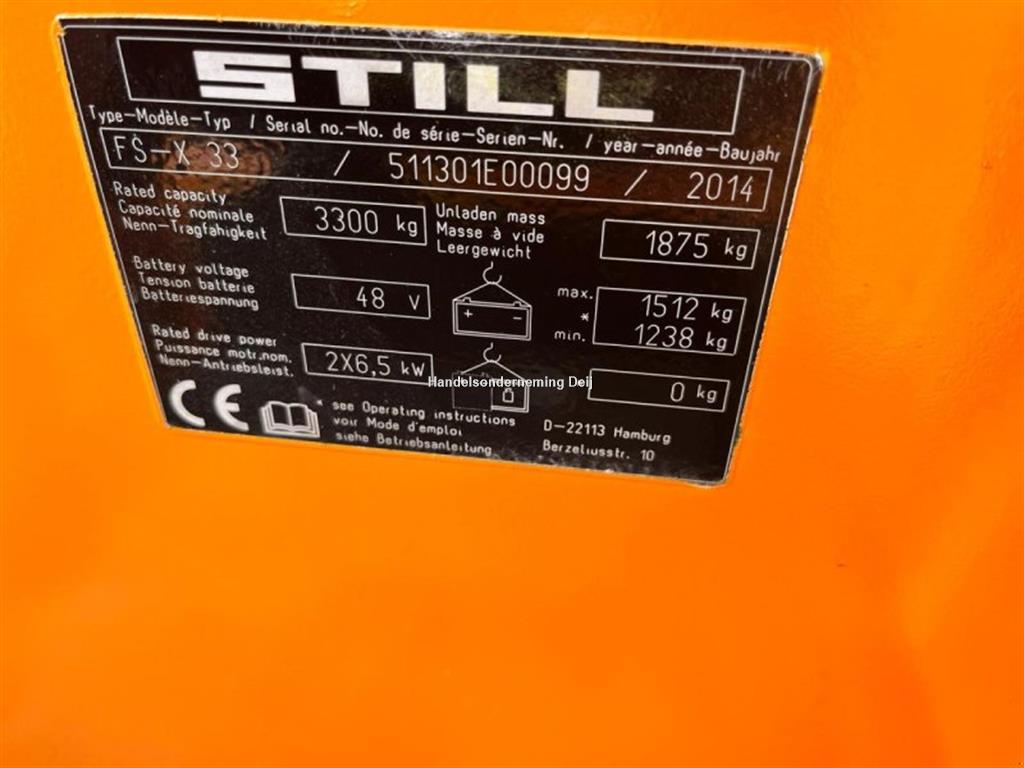 STILL
Type-Modèle-Typ / Serial no.-No. de série-Serien-Nr. / year-année-Baujahr
FS-X 33 / 511301E00099 / 2014
Rated capacity
Capacité nominale
Nenn-Tragfähigkeit
3300 kg
Unladen mass
Masse à vide
Leergewicht
1875 kg
Battery voltage
Tension batterie
Batteriespannung
48 V
+ -
max. 1512 kg
*
min. 1238 kg
Rated drive power
Puissance motr.nom.
Nenn-Antriebsleist.
2X6,5 kW
0 kg
Handelsonderneming Deij
CE
* see Operating instructions
voir Mode d'emploi
siehe Betriebsanleitung
D-22113 Hamburg
Berzeliusstr. 10